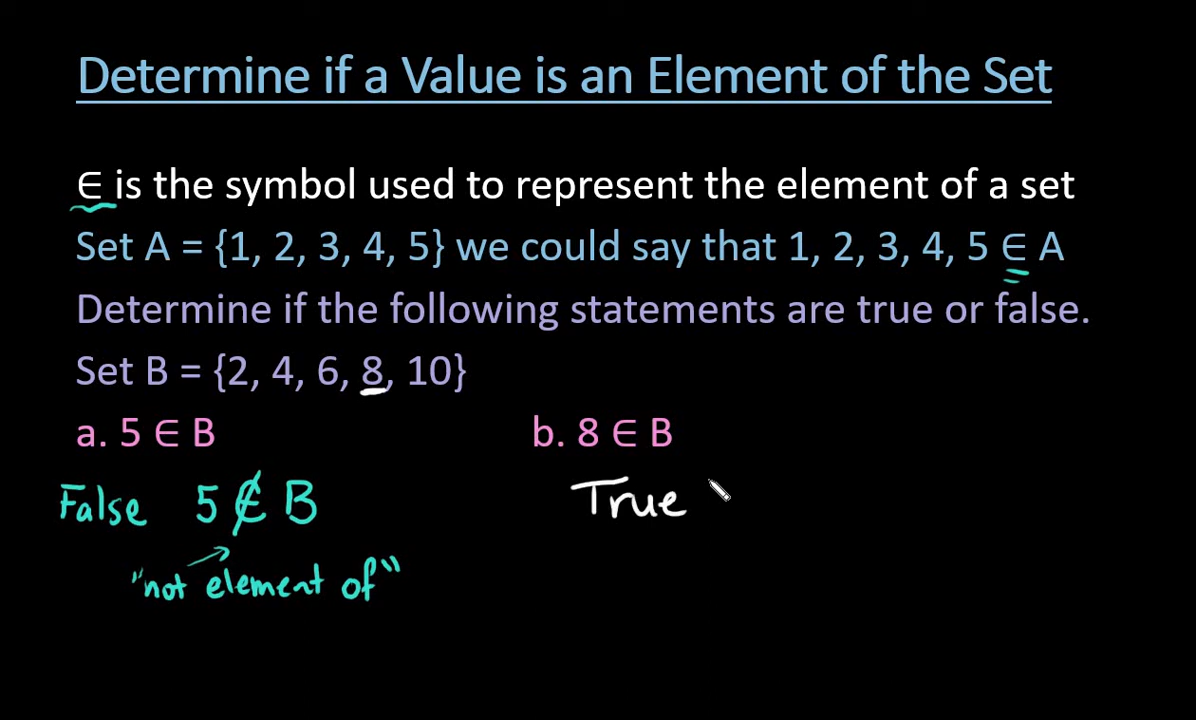 Determine if a Value is an Element of the Set
∈ is the symbol used to represent the element of a set
Set A = {1, 2, 3, 4, 5} we could say that 1, 2, 3, 4, 5 ∈ A
Determine if the following statements are true or false.
Set B = {2, 4, 6, 8, 10}
a. 5 ∈ B
b. 8 ∈ B
False 5 ∉ B
True
"not element of"